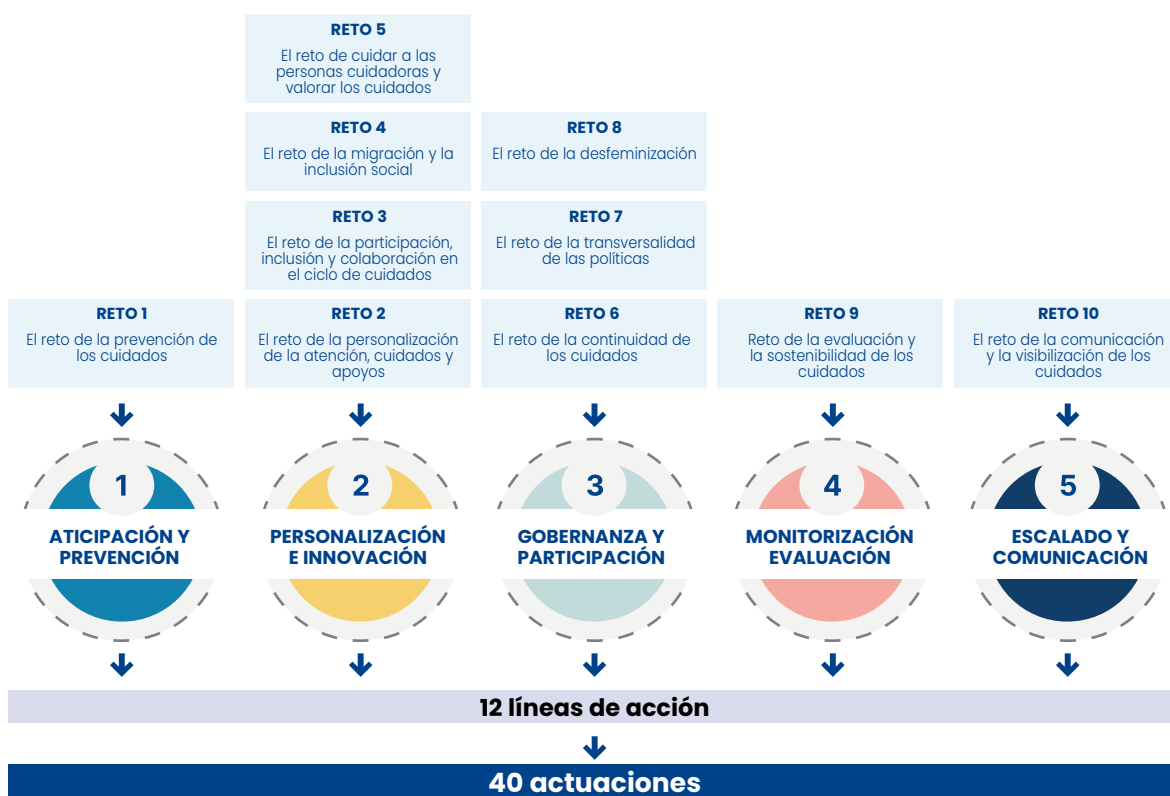 RETO 5
El reto de cuidar a las
personas cuidadoras y
valorar los cuidados
RETO 4
El reto de la migración y la
inclusión social
RETO 8
El reto de la desfeminización
RETO 3
El reto de la participación,
inclusión y colaboración en
el ciclo de cuidados
RETO 7
El reto de la transversalidad
de las políticas
RETO 1
El reto de la prevención de
los cuidados
RETO 2
El reto de la personalización
de la atención, cuidados y
apoyos
RETO 6
El reto de la continuidad de
los cuidados
RETO 9
Reto de la evaluación y
la sostenibilidad de los
cuidados
RETO 10
El reto de la comunicación
y la visibilización de los
cuidados
1
ATICIPACIÓN Y
PREVENCIÓN
2
PERSONALIZACIÓN
E INNOVACIÓN
3
GOBERNANZA Y
PARTICIPACIÓN
4
MONITORIZACIÓN
EVALUACIÓN
5
ESCALADO Y
COMUNICACIÓN
12 líneas de acción
40 actuaciones